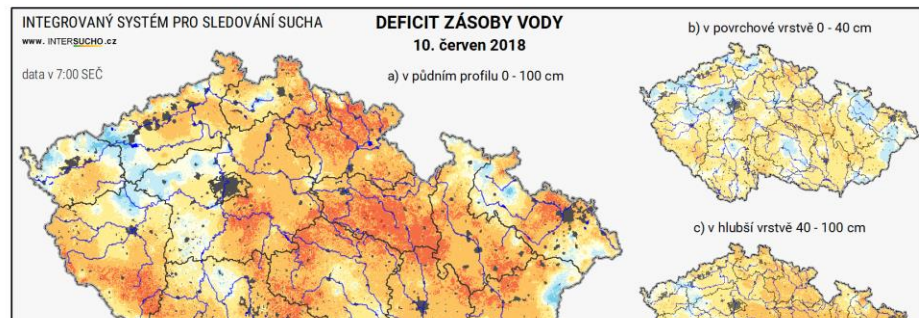 INTEGROVANÝ SYSTÉM PRO SLEDOVÁNÍ SUCHA
www. INTERSUCHO.cz
data v 7:00 SEČ
DEFICIT ZÁSOBY VODY
10. červen 2018
a) v půdním profilu 0 - 100 cm
b) v povrchové vrstvě 0 - 40 cm
c) v hlubší vrstvě 40 - 100 cm